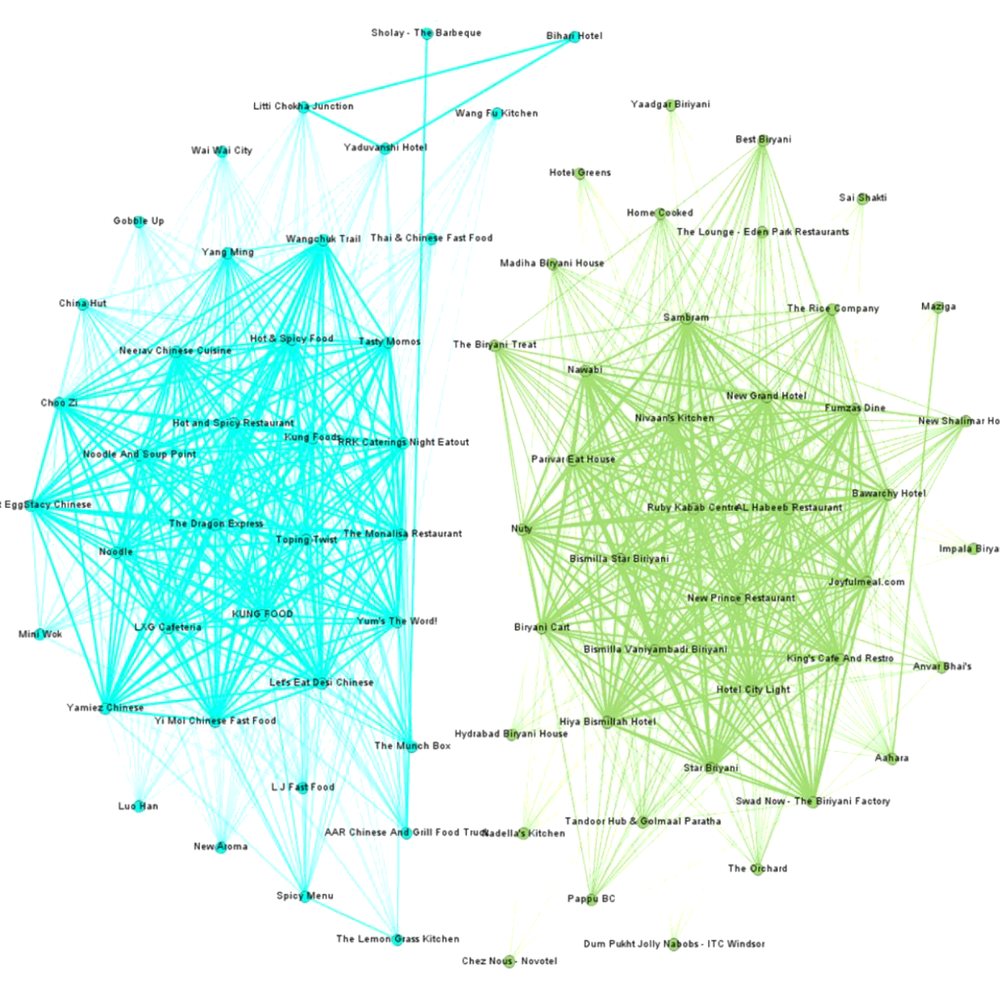 Sholay - The Barbeque
Bihari Hotel
Litti Chokha Junction
Wang Fu Kitchen
Yaadgar Biriyani
Wai Wai City
Yaduvanshi Hotel
Best Biryani
Hotel Greens
Sai Shakti
Gobble Up
Home Cooked
Wangchuk Trail
Thai & Chinese Fast Food
The Lounge - Eden Park Restaurants
Yang Ming
Madiha Biryani House
China Hut
The Rice Company
Maziga
Sambram
Hot & Spicy Food
Tasty Momos
The Biryani Treat
Neerav Chinese Cuisine
Nawabi
New Grand Hotel
Choo Zi
Fumzas Dine
Hot and Spicy Restaurant
Nivaan's Kitchen
New Shalimar Ho
Kung Foods
RRK Caterings Night Eatout
Noodle And Soup Point
Parivar Eat House
Bawarchy Hotel
EggStacy Chinese
Ruby Kabab Centre
AL Habeeb Restaurant
The Dragon Express
Nuty
Toping Twist
The Monalisa Restaurant
Noodle
Impala Birya
Bismilla Star Biriyani
Joyfulmeal.com
New Prince Restaurant
KUNG FOOD
Yum's The Word!
L&G Cafeteria
Biryani Cart
Mini Wok
Bismilla Vaniyambadi Biriyani
King's Cafe And Restro
Anvar Bhai's
Let's Eat Desi Chinese
Hotel City Light
Yamiez Chinese
Yi Moi Chinese Fast Food
Hiya Bismillah Hotel
Hydrabad Biryani House
The Munch Box
Aahara
Star Briyani
L J Fast Food
Swad Now - The Biriyani Factory
Luo Han
Tandoor Hub & Golmaal Paratha
AAR Chinese And Grill Food Truck
Nadella's Kitchen
New Aroma
The Orchard
Spicy Menu
Pappu BC
The Lemon Grass Kitchen
Dum Pukht Jolly Nabobs - ITC Windsor
Chez Nous - Novotel